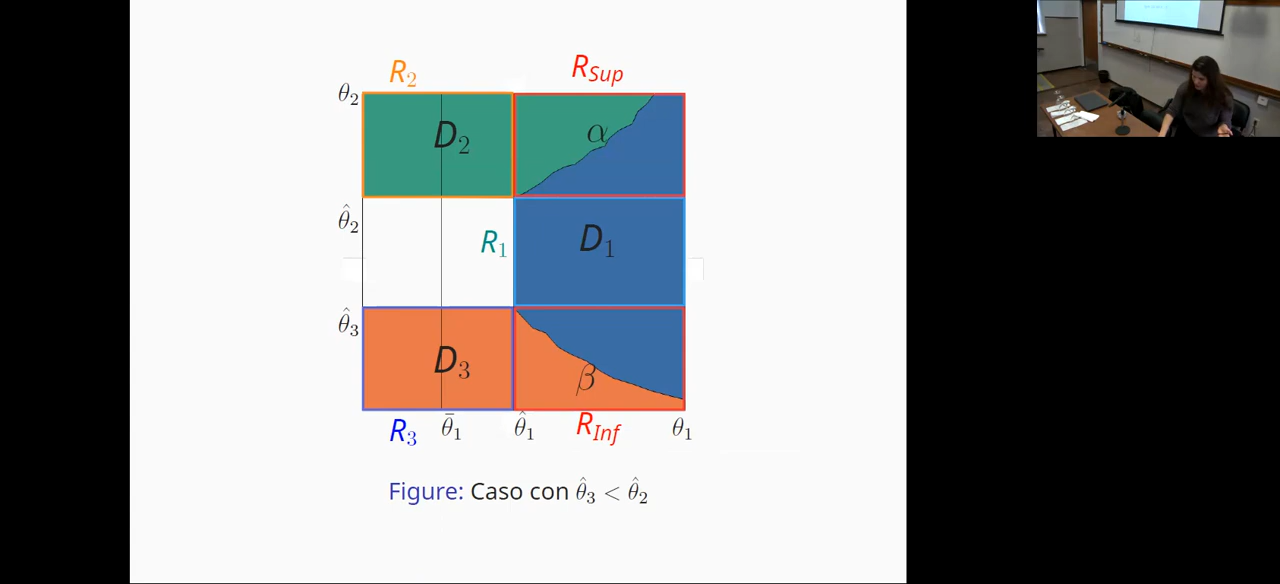 R₂
R_Sup
θ₂
D₂
α
θ̂₂
R₁
D₁
θ̂₃
D₃
β
R₃
θ̄₁
θ̂₁
R_Inf
θ₁
Figure: Caso con θ̂₃ < θ̂₂